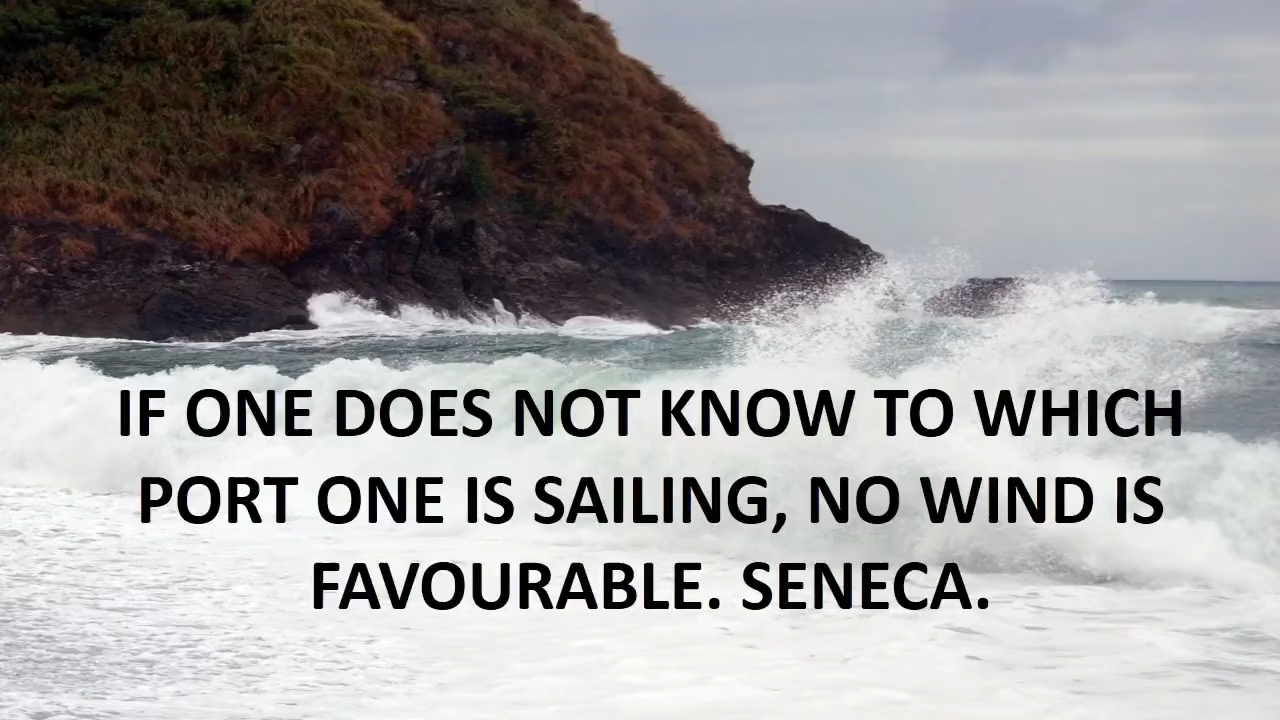 IF ONE DOES NOT KNOW TO WHICH
PORT ONE IS SAILING, NO WIND IS
FAVOURABLE. SENECA.